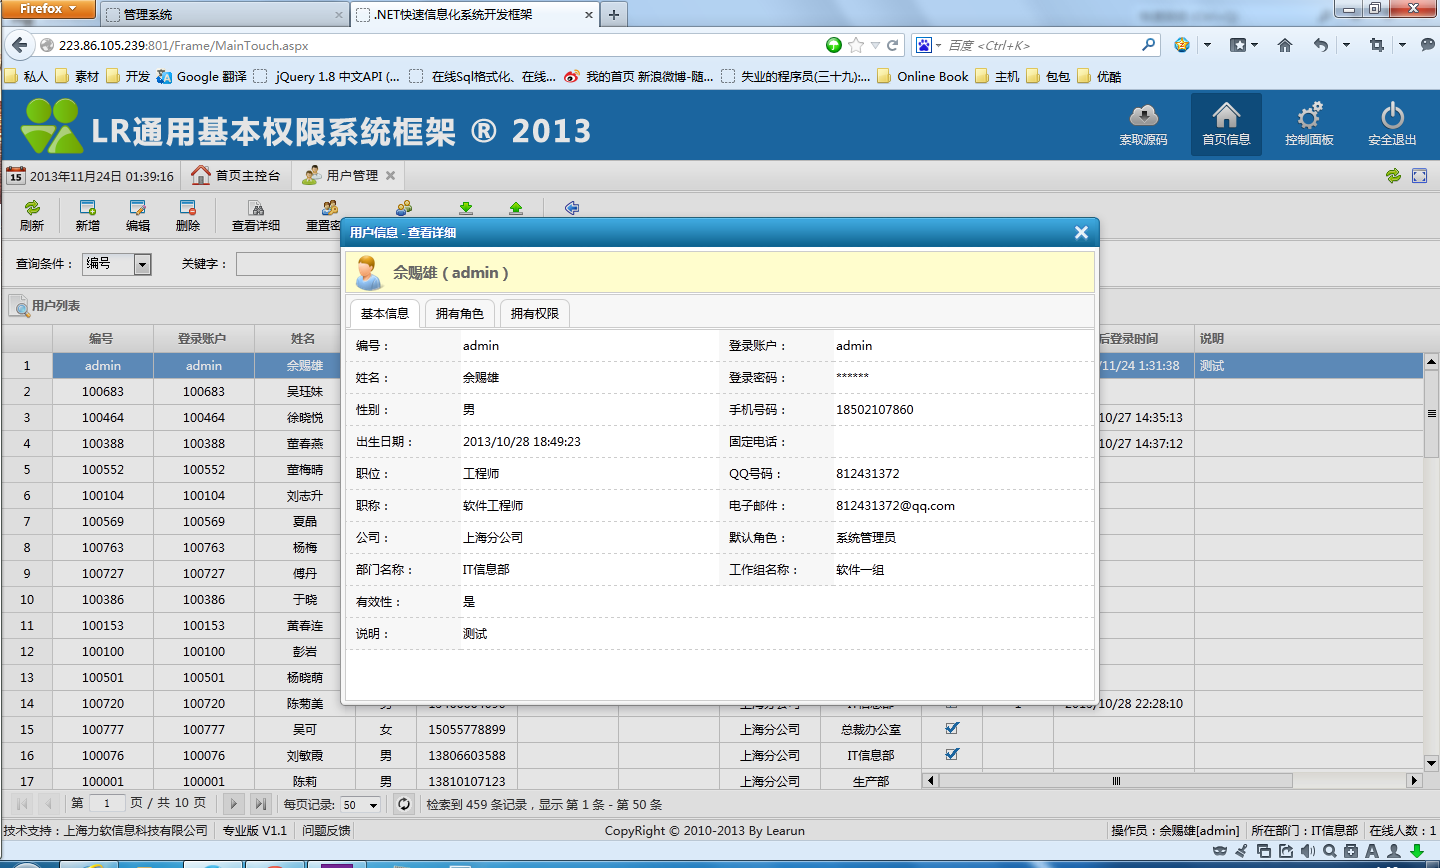 Firefox
管理系统
.NET快速信息化系统开发框架
223.86.105.239:801/Frame/MainTouch.aspx
百度 <Ctrl+K>
私人 素材 开发 Google 翻译 jQuery 1.8 中文API (... 在线Sql格式化、在线... 我的首页 新浪微博-随... 失业的程序员(三十九):... Online Book 主机 包包 优酷
LR通用基本权限系统框架 ® 2013
索取源码 首页信息 控制面板 安全退出
15 2013年11月24日 01:39:16 首页主控台 用户管理
刷新 新增 编辑 删除 查看详细 重置密
用户信息 - 查看详细
查询条件： 编号 关键字：
余赐雄（admin）
用户列表
基本信息 拥有角色 拥有权限
编号： admin 登录账户： admin
姓名： 余赐雄 登录密码： ******
性别： 男 手机号码： 18502107860
出生日期： 2013/10/28 18:49:23 固定电话：
职位： 工程师 QQ号码： 812431372
职称： 软件工程师 电子邮件： 812431372@qq.com
公司： 上海分公司 默认角色： 系统管理员
部门名称： IT信息部 工作组名称： 软件一组
有效性： 是
说明： 测试
编号 登录账户 姓名 后登录时间 说明
1 admin admin 余赐雄 /11/24 1:31:38 测试
2 100683 100683 吴珏妹
3 100464 100464 徐晓悦 10/27 14:35:13
4 100388 100388 董春燕 10/27 14:37:12
5 100552 100552 董梅晴
6 100104 100104 刘志升
7 100569 100569 夏晶
8 100763 100763 杨梅
9 100727 100727 傅丹
10 100386 100386 于晓
11 100153 100153 黄春连
12 100100 100100 彭岩
13 100501 100501 杨晓萌
14 100720 100720 陈菊美 2013/10/28 22:28:10
15 100777 100777 吴可 女 15055778899 上海分公司 总裁办公室
16 100076 100076 刘敏霞 男 13806603588 上海分公司 IT信息部
17 100001 100001 陈莉 男 13810107123 上海分公司 生产部
第 1 页 / 共 10 页 每页记录: 50 检索到 459 条记录，显示 第 1 条 - 第 50 条
技术支持：上海力软信息科技有限公司 专业版 V1.1 问题反馈 CopyRight © 2010-2013 By Learun 操作员：余赐雄[admin] 所在部门：IT信息部 在线人数：1